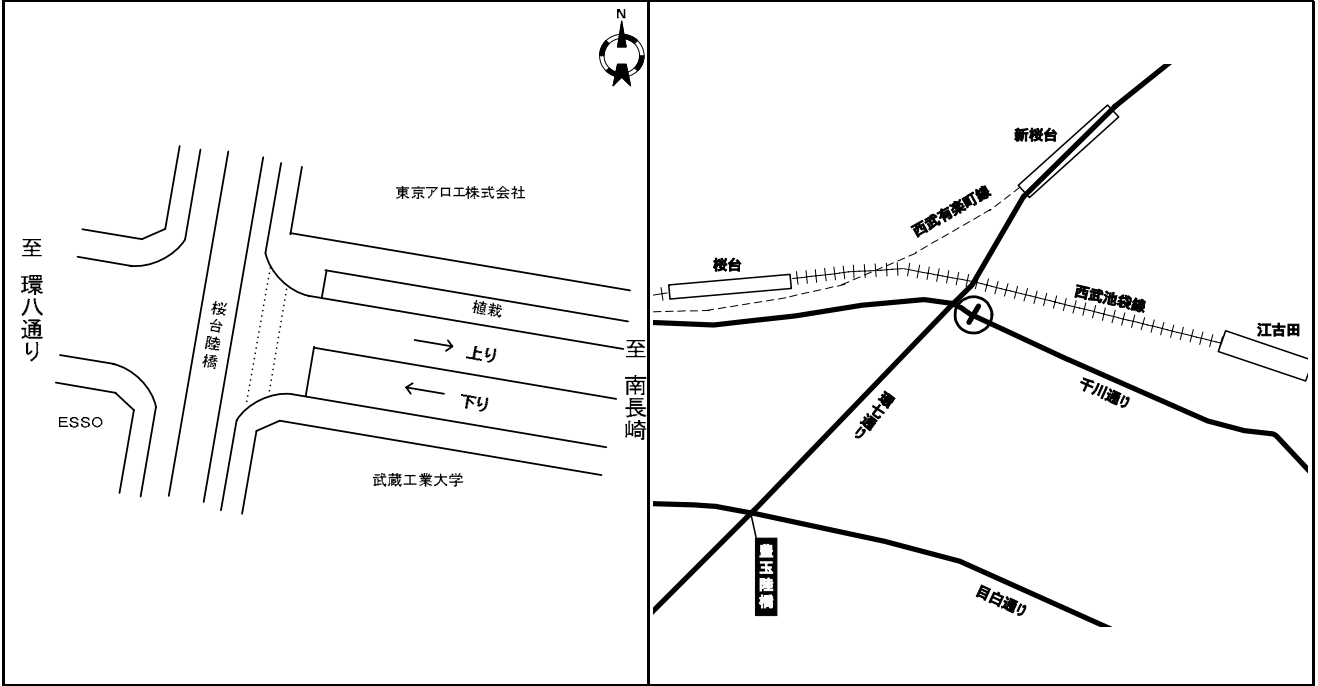 N
東京アロエ株式会社
至 環八通り
植栽
桜台陸橋
上り
至 南長崎
下り
ESSO
武蔵工業大学
新桜台
西武有楽町線
桜台
西武池袋線
江古田
千川通り
環七通り
豊玉陸橋
目白通り